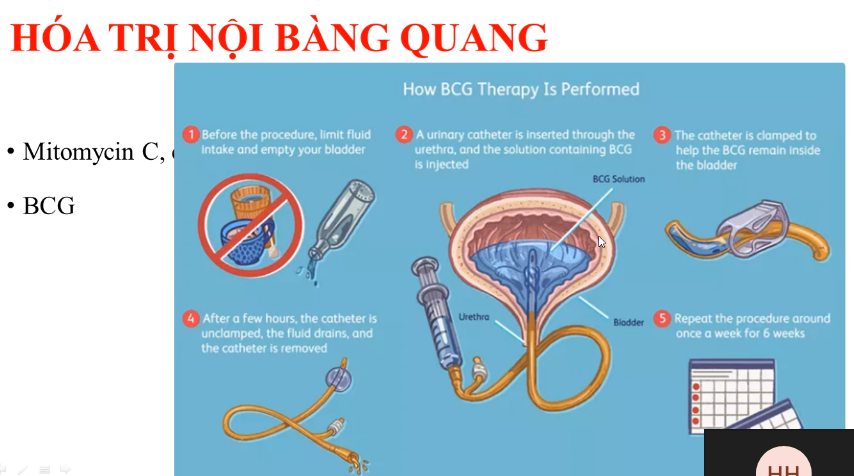 HÓA TRỊ NỘI BÀNG QUANG
• Mitomycin C,
• BCG
How BCG Therapy Is Performed
1 Before the procedure, limit fluid
intake and empty your bladder
2 A urinary catheter is inserted through the
urethra, and the solution containing BCG
is injected
BCG Solution
Urethra
Bladder
3 The catheter is clamped to
help the BCG remain inside
the bladder
4 After a few hours, the catheter is
unclamped, the fluid drains, and
the catheter is removed
5 Repeat the procedure around
once a week for 6 weeks
HH